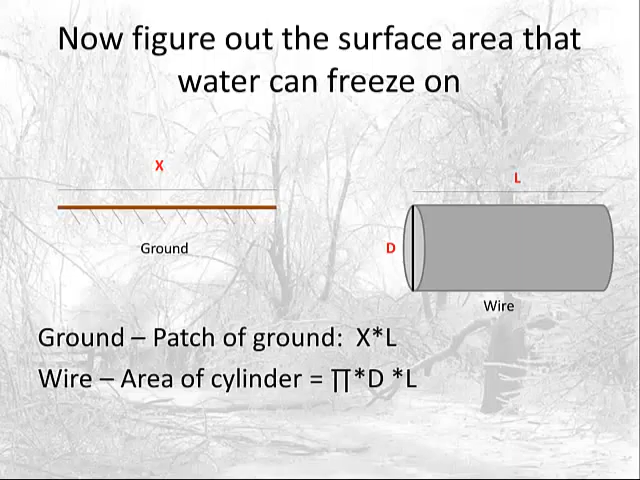 Now figure out the surface area that
water can freeze on
X
L
D
Ground
Wire
Ground – Patch of ground: X*L
Wire – Area of cylinder = ∏*D *L